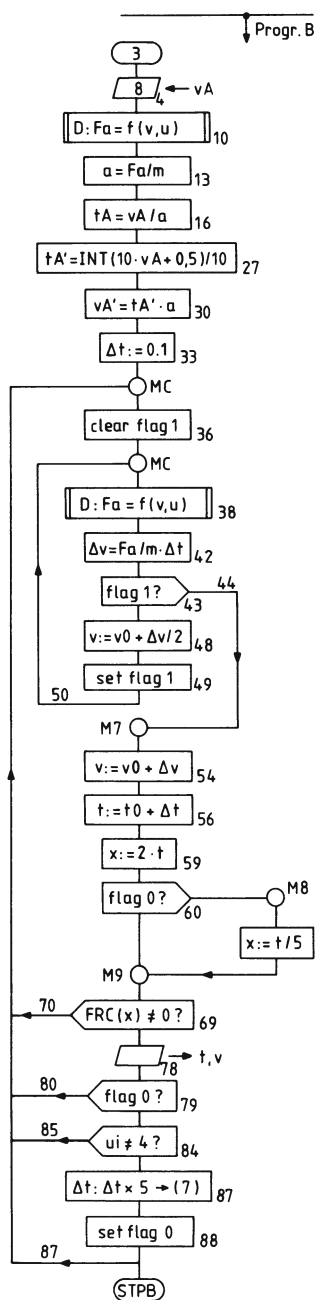 Progr. B
3
8 4 ← vA
D: Fa = f(v,u) 10
a = Fa/m 13
tA = vA/a 16
tA' = INT(10·vA+0,5)/10 27
vA' = tA'·a 30
Δt := 0.1 33
MC
clear flag 1 36
MC
D: Fa = f(v,u) 38
Δv = Fa/m·Δt 42
flag 1? 43 44
v := v0 + Δv/2 48
set flag 1 49
50
M7
v := v0 + Δv 54
t := t0 + Δt 56
x := 2·t 59
flag 0? 60 M8
x := t/5
M9
70 FRC(x) ≠ 0? 69
78 → t,v
80 flag 0? 79
85 ui ≠ 4? 84
Δt: Δt × 5 → (7) 87
set flag 0 88
87
STPB